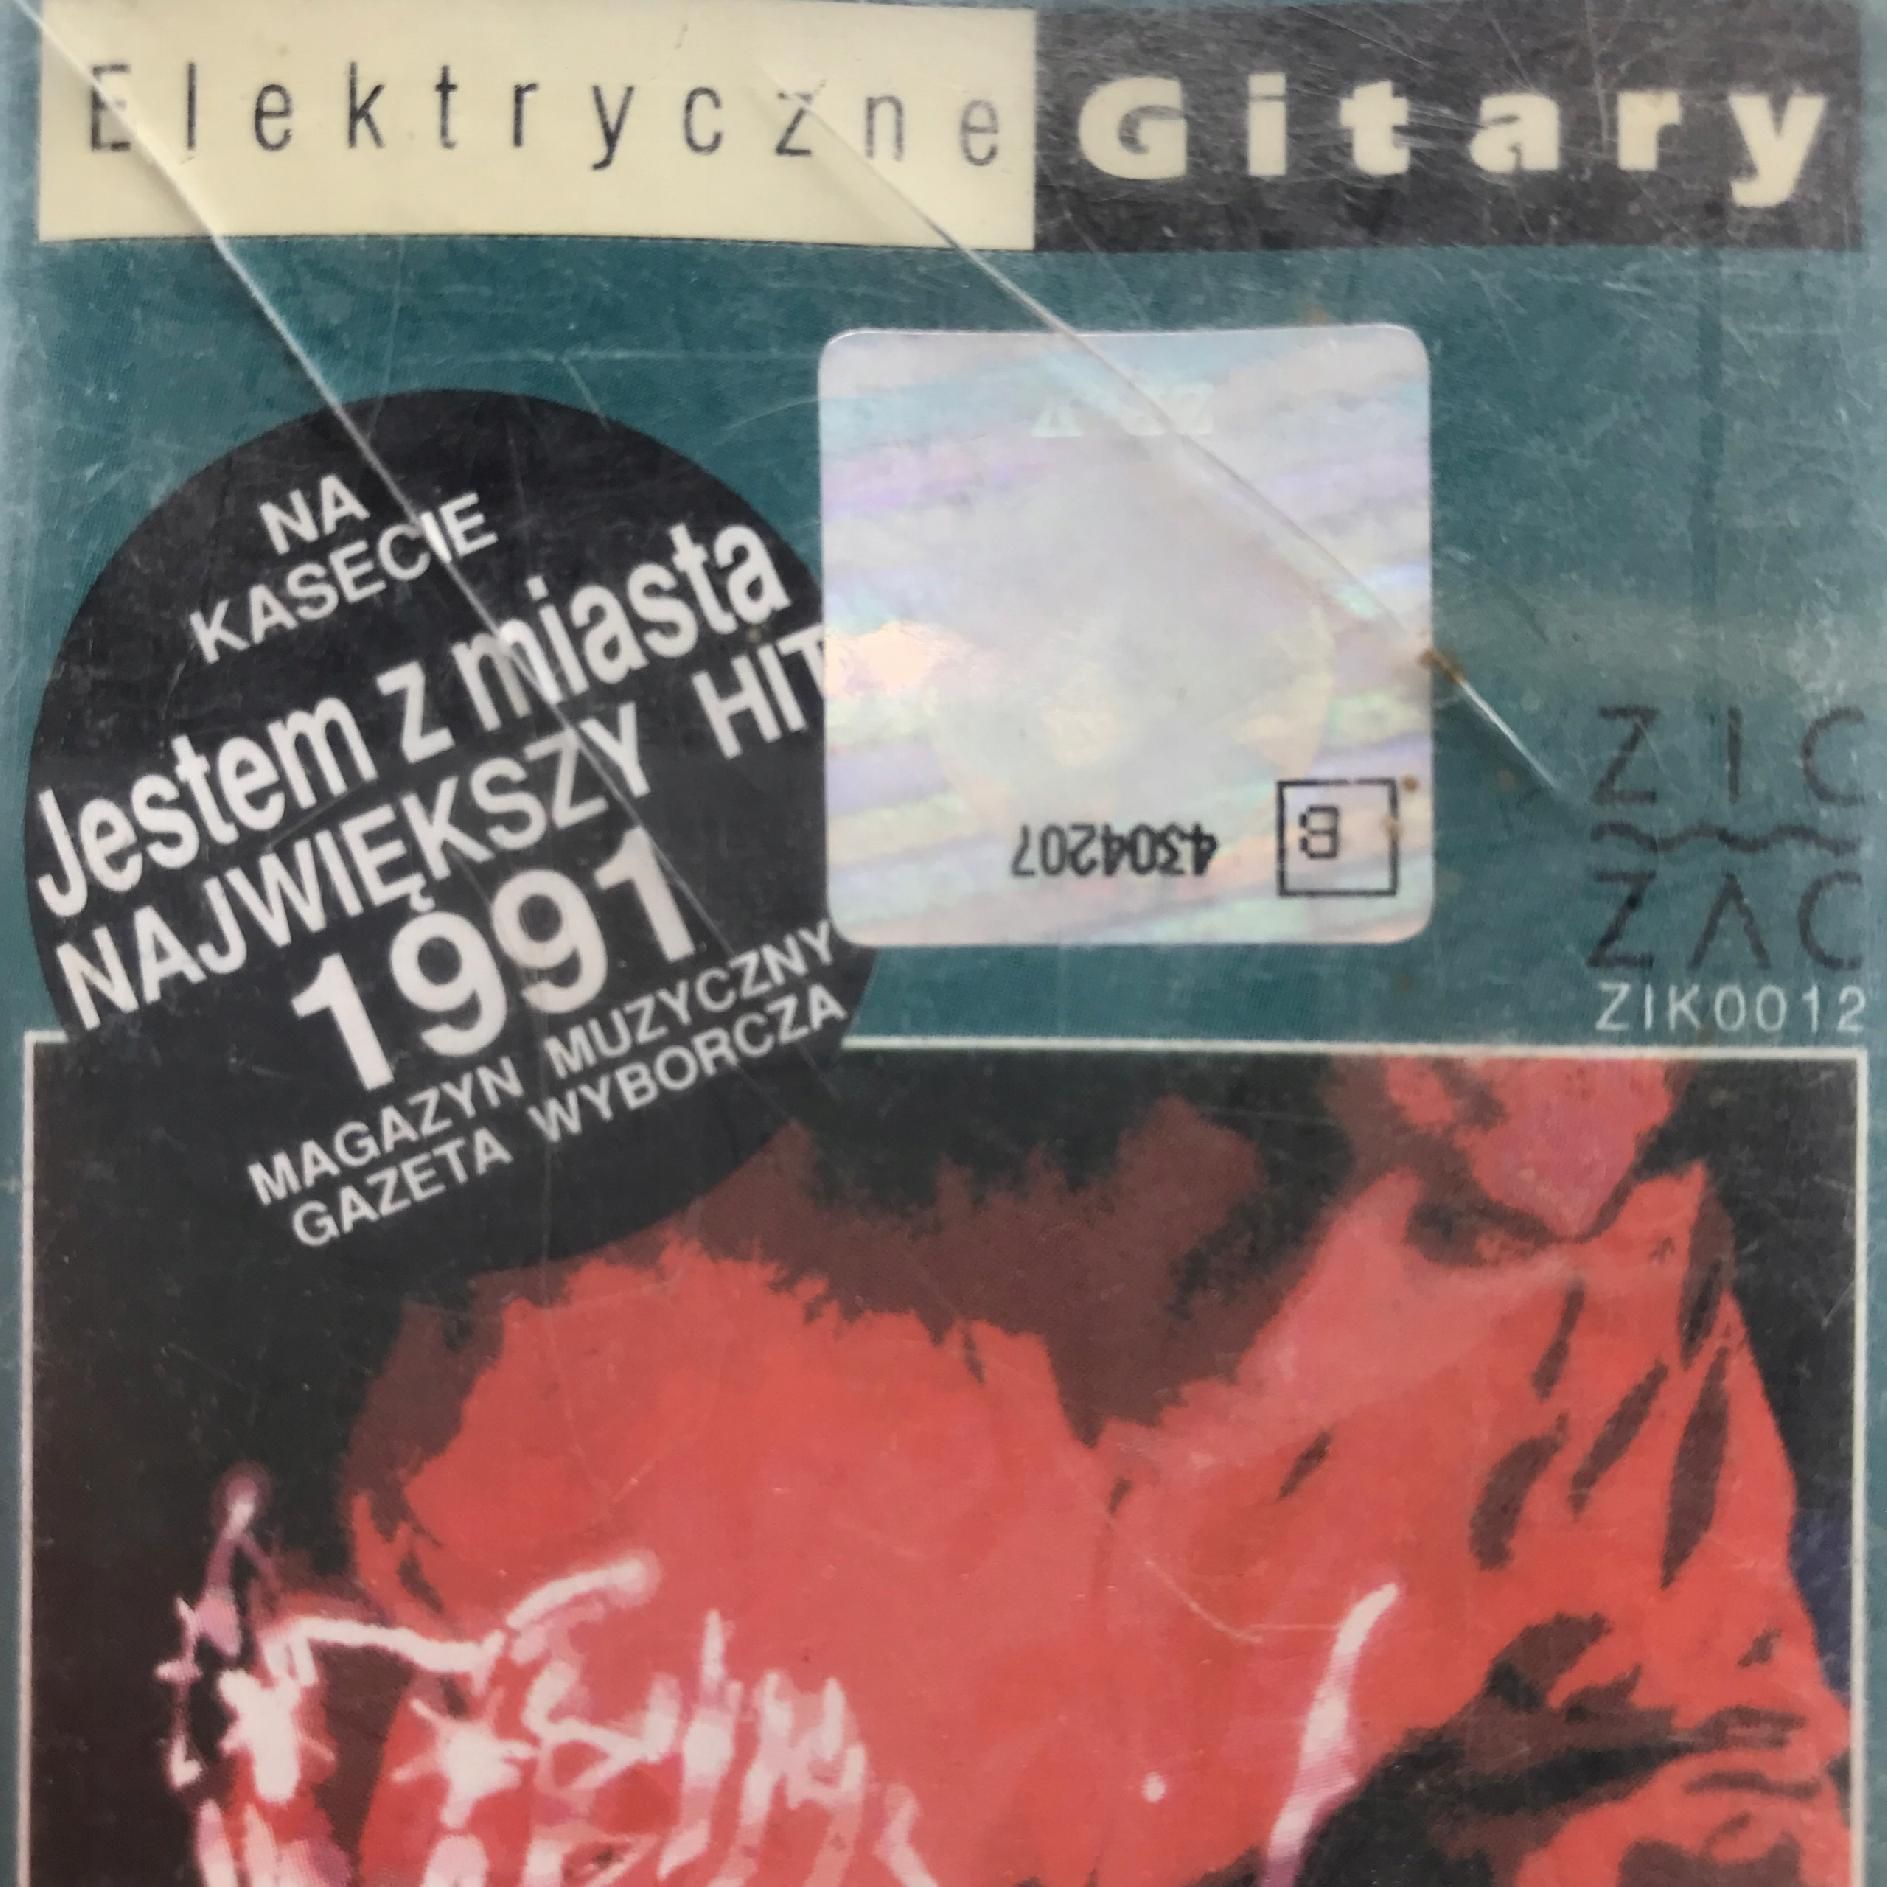 Elektryczne Gitary
NA
KASECIE
Jestem z miasta
NAJWIĘKSZY HIT
1991
MAGAZYN MUZYCZNY
GAZETA WYBORCZA
4304207 B
ZIC
ZAC
ZIK0012